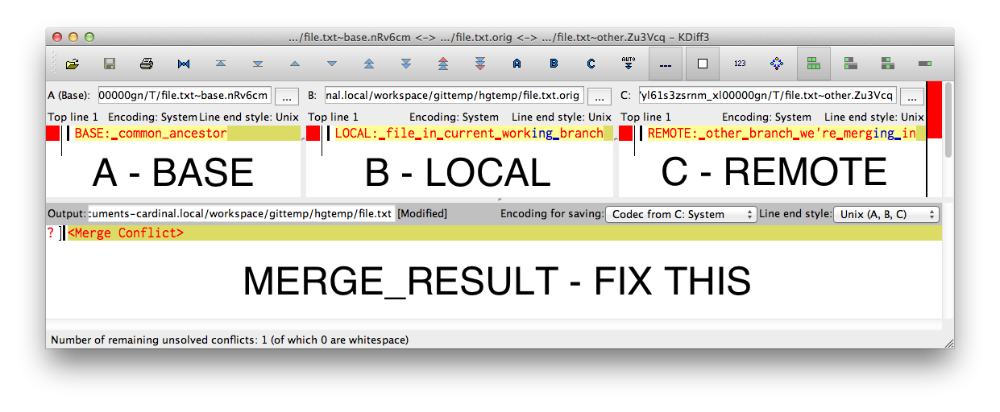 .../file.txt~base.nRv6cm <-> .../file.txt.orig <-> .../file.txt~other.Zu3Vcq - KDiff3
A B C AUTO --- 123
A (Base): 00000gn/T/file.txt~base.nRv6cm ... B: nal.local/workspace/gittemp/hgtemp/file.txt.orig ... C: yl61s3zsrnm_xl00000gn/T/file.txt~other.Zu3Vcq ...
Top line 1 Encoding: System Line end style: Unix Top line 1 Encoding: System Line end style: Unix Top line 1 Encoding: System Line end style: Unix
BASE:_common_ancestor LOCAL:_file_in_current_working_branch REMOTE:_other_branch_we're_merging_in
A - BASE B - LOCAL C - REMOTE
Output: cuments-cardinal.local/workspace/gittemp/hgtemp/file.txt [Modified] Encoding for saving: Codec from C: System Line end style: Unix (A, B, C)
? <Merge Conflict>
MERGE_RESULT - FIX THIS
Number of remaining unsolved conflicts: 1 (of which 0 are whitespace)